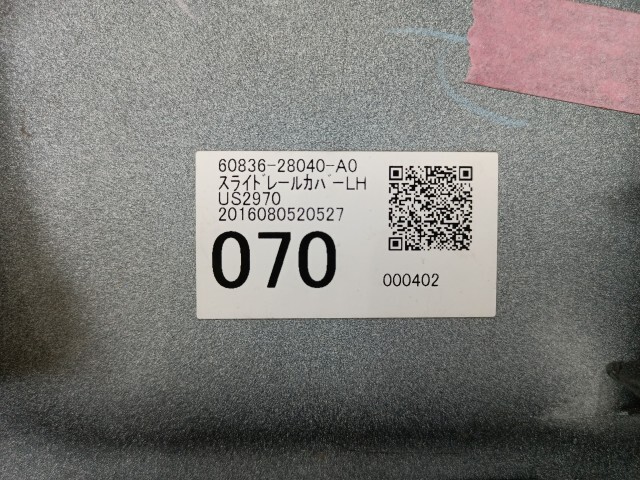 60836-28040-A0
ｽﾗｲﾄﾞﾚｰﾙｶﾊﾞｰLH
US2970
2016080520527
070
000402